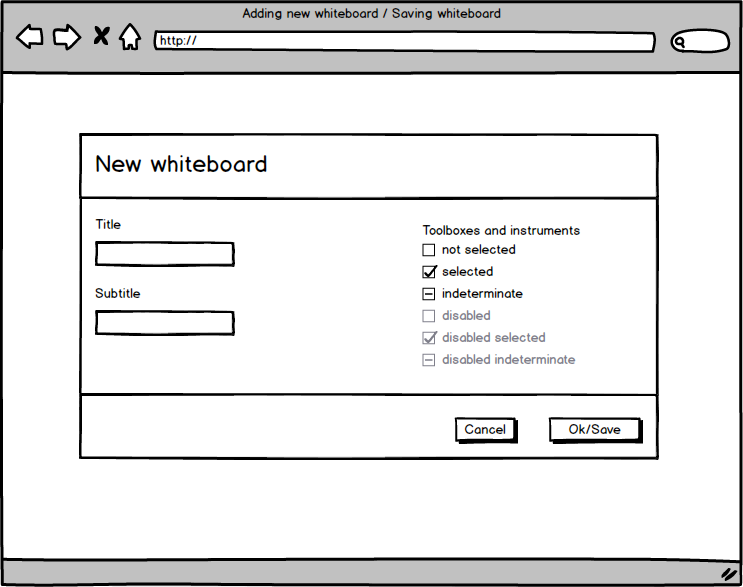 Adding new whiteboard / Saving whiteboard
http://
New whiteboard
Title
Subtitle
Toolboxes and instruments
not selected
selected
indeterminate
disabled
disabled selected
disabled indeterminate
Cancel
Ok/Save